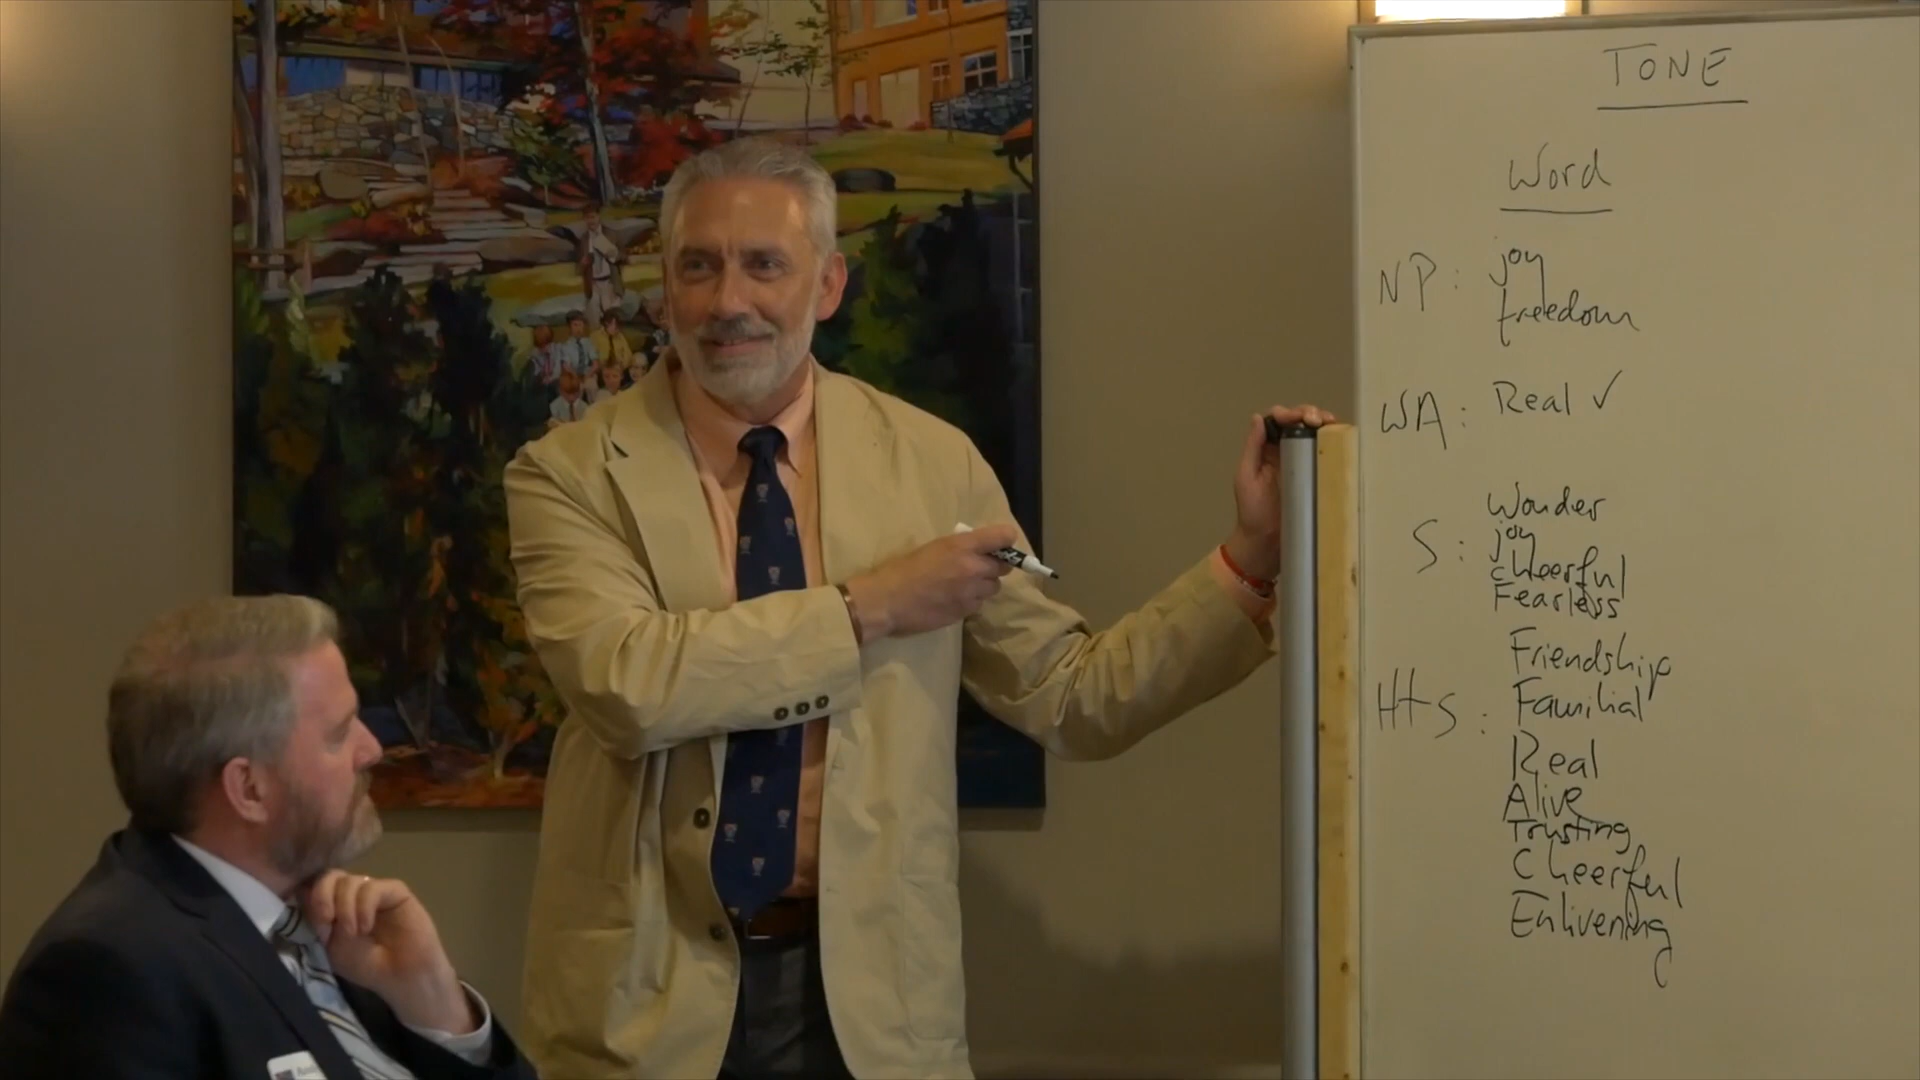 TONE
Word
NP: joy
freedom
WA: Real ✓
Wonder
S: joy
cheerful
Fearless
Friendship
HtS: Familial
Real
Alive
Trusting
Cheerful
Enlivening